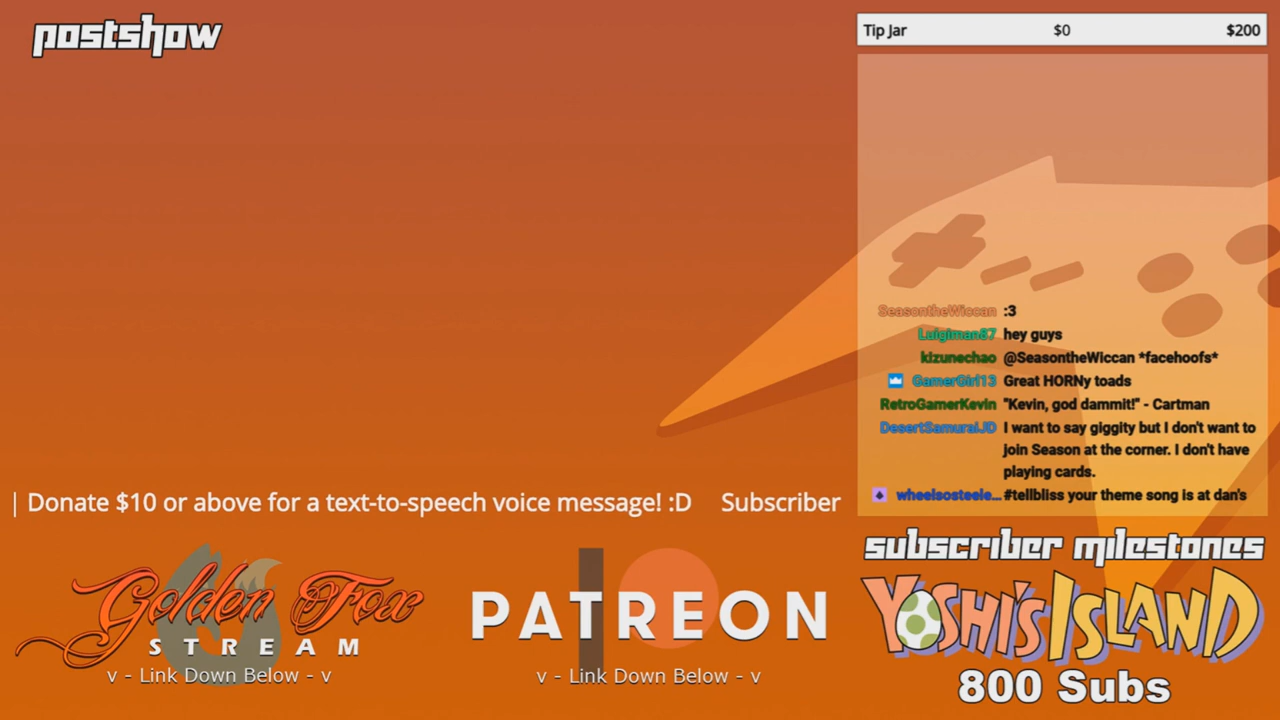 postshow
Tip Jar $0 $200
SeasontheWiccan :3
Luigiman87 hey guys
kizunechao @SeasontheWiccan *facehoofs*
GamerGirl13 Great HORNy toads
RetroGamerKevin "Kevin, god dammit!" - Cartman
DesertSamuraiJD I want to say giggity but I don't want to
join Season at the corner. I don't have
playing cards.
wheelsosteele... #tellbliss your theme song is at dan's
| Donate $10 or above for a text-to-speech voice message! :D Subscriber
Golden Fox
STREAM
v - Link Down Below - v
PATREON
v - Link Down Below - v
subscriber milestones
YOSHI'S ISLAND
800 Subs